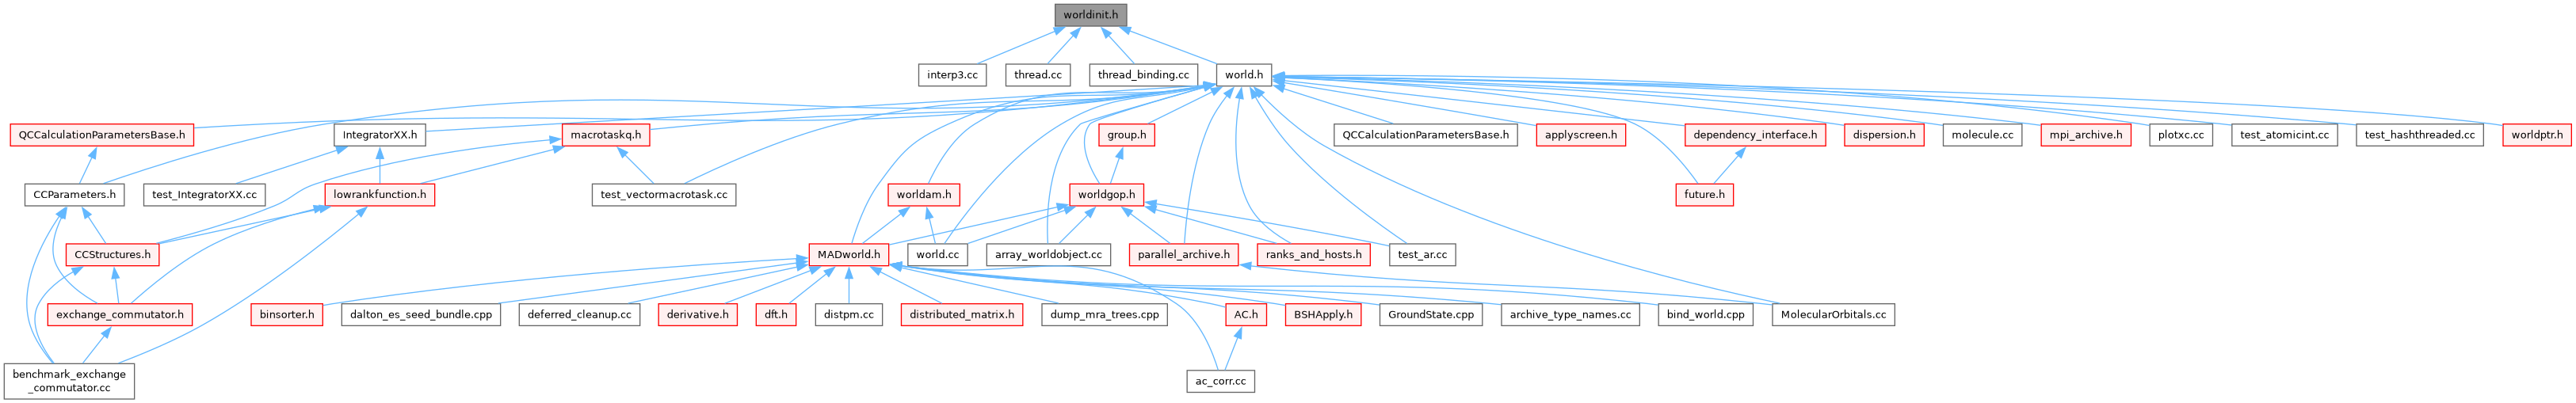 worldinit.h
interp3.cc
thread.cc
thread_binding.cc
world.h
QCCalculationParametersBase.h
IntegratorXX.h
macrotaskq.h
group.h
QCCalculationParametersBase.h
applyscreen.h
dependency_interface.h
dispersion.h
molecule.cc
mpi_archive.h
plotxc.cc
test_atomicint.cc
test_hashthreaded.cc
worldptr.h
CCParameters.h
test_IntegratorXX.cc
lowrankfunction.h
test_vectormacrotask.cc
worldam.h
worldgop.h
future.h
CCStructures.h
MADworld.h
world.cc
array_worldobject.cc
parallel_archive.h
ranks_and_hosts.h
test_ar.cc
exchange_commutator.h
binsorter.h
dalton_es_seed_bundle.cpp
deferred_cleanup.cc
derivative.h
dft.h
distpm.cc
distributed_matrix.h
dump_mra_trees.cpp
AC.h
BSHApply.h
GroundState.cpp
archive_type_names.cc
bind_world.cpp
MolecularOrbitals.cc
benchmark_exchange
_commutator.cc
ac_corr.cc